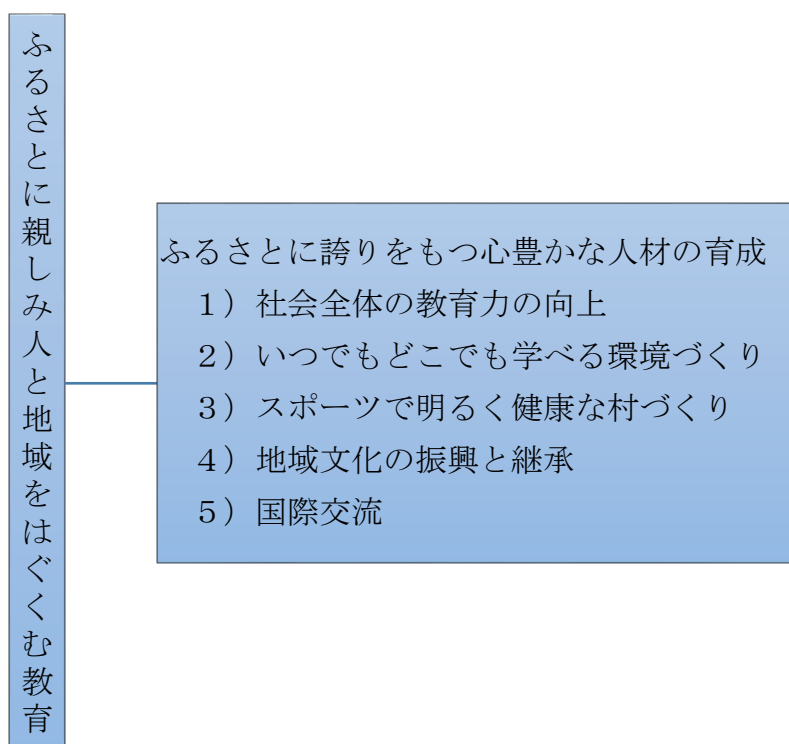 ふるさとに親しみ人と地域をはぐくむ教育
ふるさとに誇りをもつ心豊かな人材の育成
１）社会全体の教育力の向上
２）いつでもどこでも学べる環境づくり
３）スポーツで明るく健康な村づくり
４）地域文化の振興と継承
５）国際交流